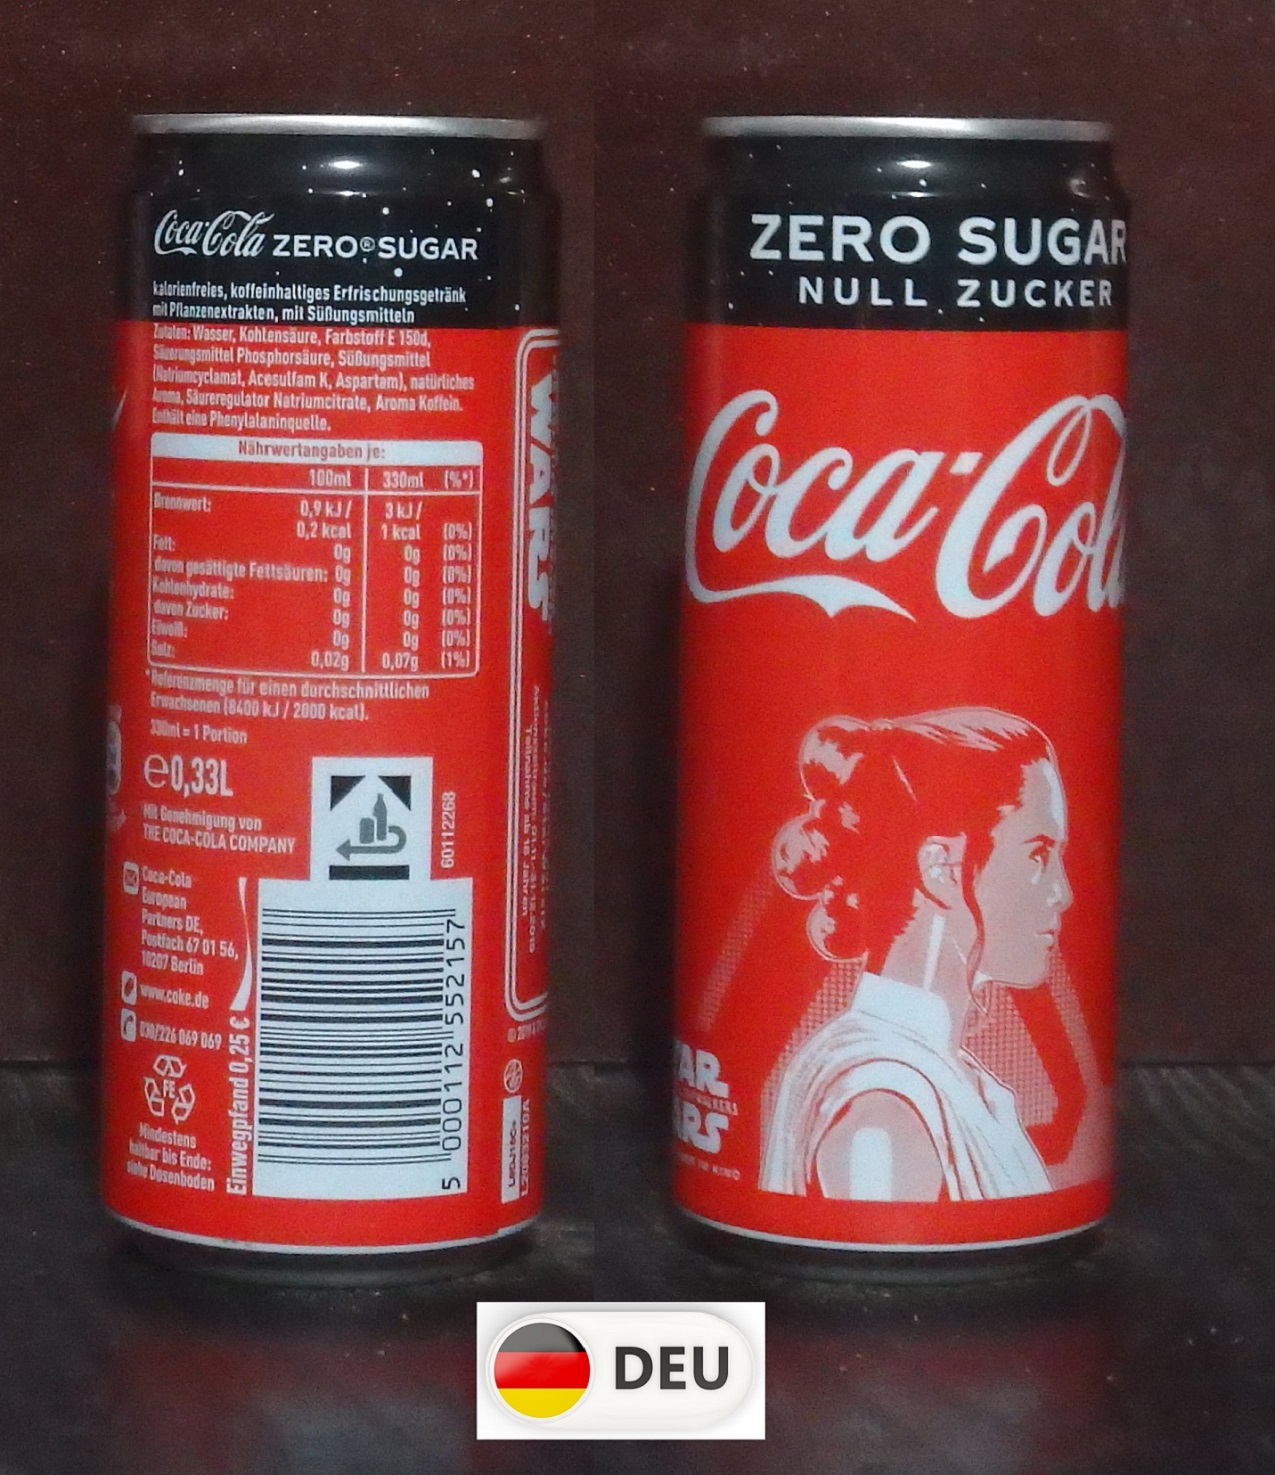 Coca-Cola ZERO® SUGAR
kalorienfreies, koffeinhaltiges Erfrischungsgetränk
mit Pflanzenextrakten, mit Süßungsmitteln
Zutaten: Wasser, Kohlensäure, Farbstoff E 150d,
Säuerungsmittel Phosphorsäure, Süßungsmittel
(Natriumcyclamat, Acesulfam K, Aspartam), natürliches
Aroma, Säureregulator Natriumcitrate, Aroma Koffein.
Enthält eine Phenylalaninquelle.
Nährwertangaben je:
100ml 330ml (%*)
Brennwert: 0,9 kJ / 3 kJ /
0,2 kcal 1 kcal (0%)
Fett: 0g 0g (0%)
davon gesättigte Fettsäuren: 0g 0g (0%)
Kohlenhydrate: 0g 0g (0%)
davon Zucker: 0g 0g (0%)
Eiweiß: 0g 0g (0%)
Salz: 0,02g 0,07g (1%)
*Referenzmenge für einen durchschnittlichen
Erwachsenen (8400 kJ / 2000 kcal).
330ml = 1 Portion
e 0,33L
Mit Genehmigung von
THE COCA-COLA COMPANY
60112268
Coca-Cola
European
Partners DE,
Postfach 67 01 56,
10207 Berlin
www.coke.de
030/226 069 069
FE
Mindestens
haltbar bis Ende:
siehe Dosenboden
Einwegpfand 0,25 €
5 000112 552157
WARS
Teilnahme ab 18 Jahren
ZERO SUGAR
NULL ZUCKER
Coca-Cola
STAR
WARS
DEU